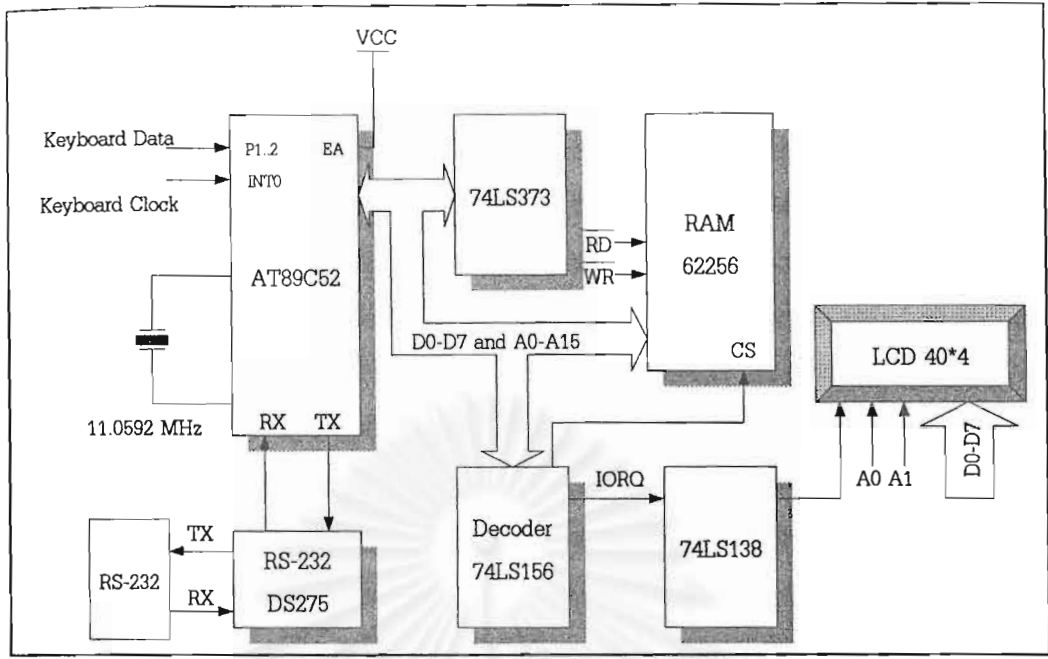 VCC
Keyboard Data
P1..2
EA
INT0
Keyboard Clock
74LS373
RD
WR
RAM
62256
CS
AT89C52
D0-D7 and A0-A15
LCD 40*4
11.0592 MHz
RX
TX
A0 A1
D0-D7
IORQ
Decoder
74LS156
74LS138
TX
RX
RS-232
RS-232
DS275